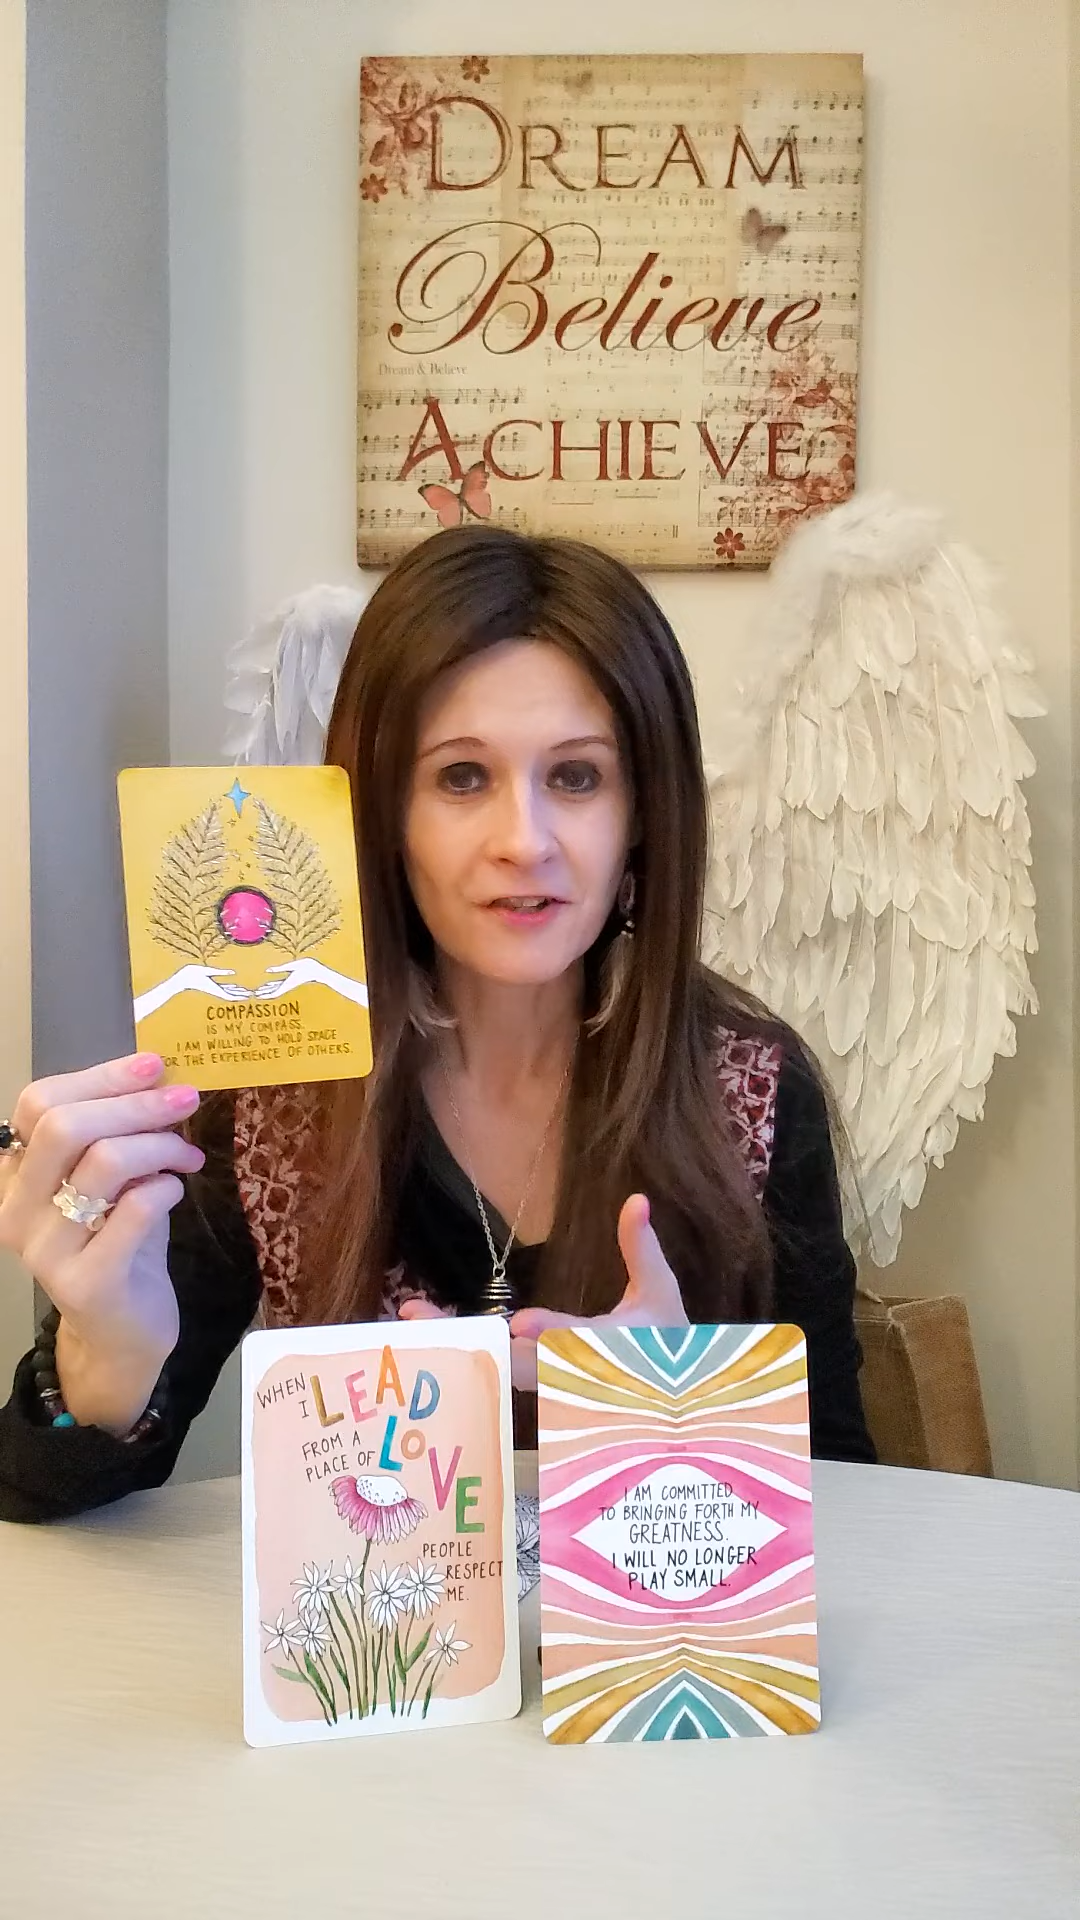 DREAM
Believe
Dream & Believe
ACHIEVE
COMPASSION
IS MY COMPASS.
I AM WILLING TO HOLD SPACE
FOR THE EXPERIENCE OF OTHERS.
WHEN
I LEAD
FROM A
PLACE OF LOVE
PEOPLE
RESPECT
ME.
I AM COMMITTED
TO BRINGING FORTH MY
GREATNESS.
I WILL NO LONGER
PLAY SMALL.